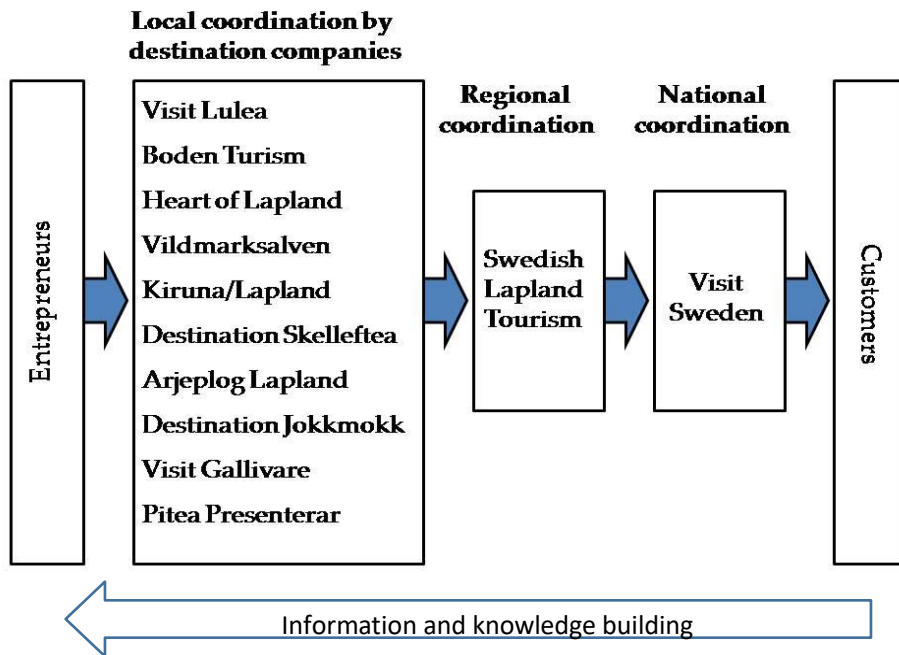 Local coordination by
destination companies
Regional
coordination
National
coordination
Entrepreneurs
Visit Lulea
Boden Turism
Heart of Lapland
Vildmarksalven
Kiruna/Lapland
Destination Skelleftea
Arjeplog Lapland
Destination Jokkmokk
Visit Gallivare
Pitea Presenterar
Swedish
Lapland
Tourism
Visit
Sweden
Customers
Information and knowledge building